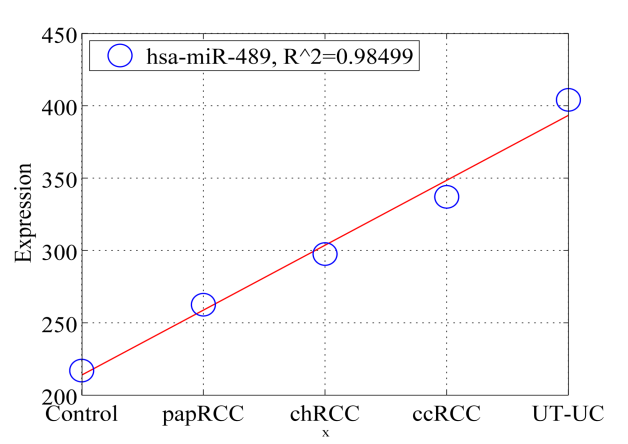 450
hsa-miR-489, R^2=0.98499
400
350
Expression
300
250
200
Control papRCC chRCC ccRCC UT-UC
x